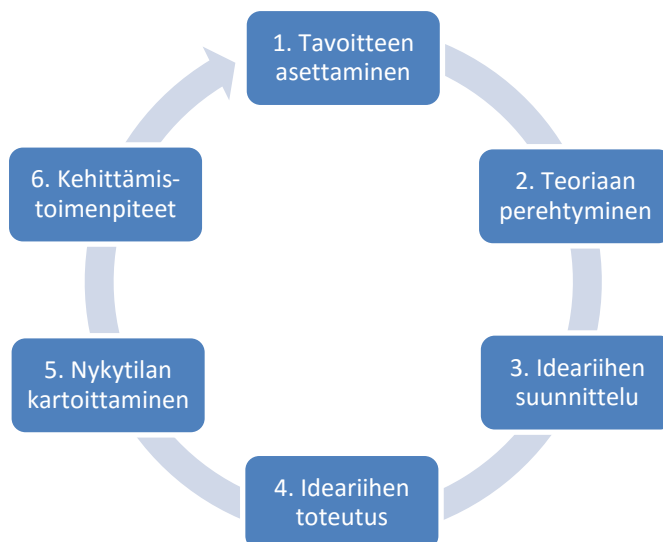 1. Tavoitteen
asettaminen
2. Teoriaan
perehtyminen
3. Ideariihen
suunnittelu
4. Ideariihen
toteutus
5. Nykytilan
kartoittaminen
6. Kehittämis-
toimenpiteet